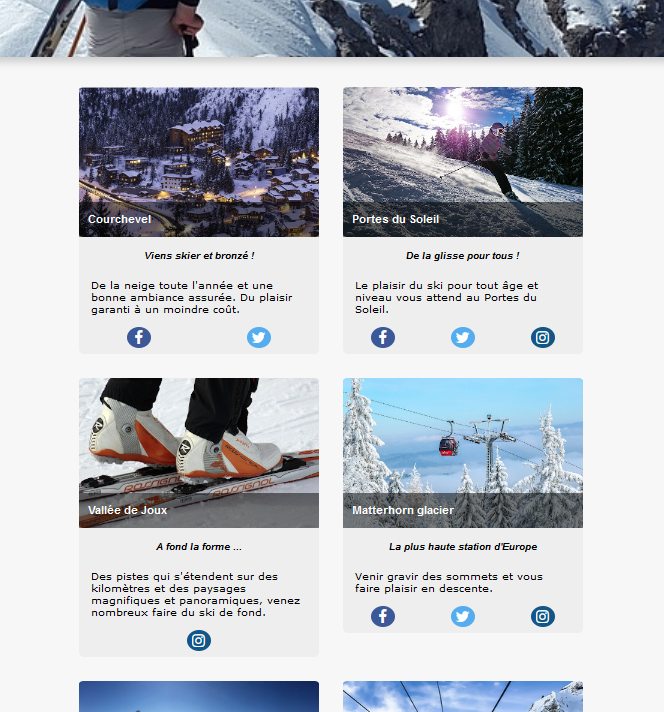 Courchevel
Viens skier et bronzé !
De la neige toute l'année et une
bonne ambiance assurée. Du plaisir
garanti à un moindre coût.
Portes du Soleil
De la glisse pour tous !
Le plaisir du ski pour tout âge et
niveau vous attend au Portes du
Soleil.
Vallée de Joux
A fond la forme ...
Des pistes qui s'étendent sur des
kilomètres et des paysages
magnifiques et panoramiques, venez
nombreux faire du ski de fond.
ROSSIGNOL
ROSSIGNOL
Matterhorn glacier
La plus haute station d'Europe
Venir gravir des sommets et vous
faire plaisir en descente.